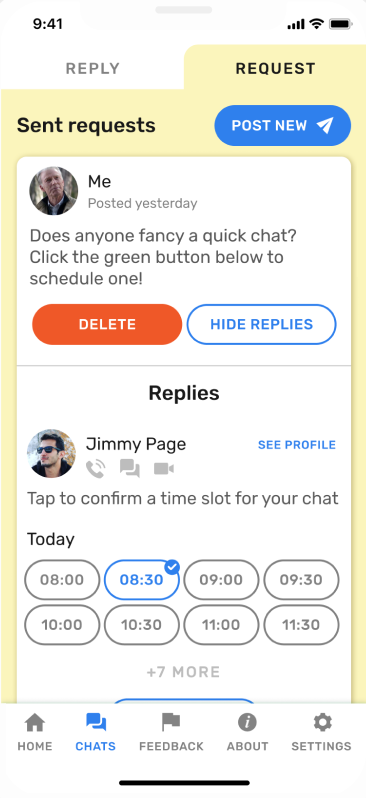 9:41
REPLY
REQUEST
Sent requests
POST NEW
Me
Posted yesterday
Does anyone fancy a quick chat?
Click the green button below to
schedule one!
DELETE
HIDE REPLIES
Replies
Jimmy Page
SEE PROFILE
Tap to confirm a time slot for your chat
Today
08:00 08:30 09:00 09:30
10:00 10:30 11:00 11:30
+7 MORE
HOME CHATS FEEDBACK ABOUT SETTINGS